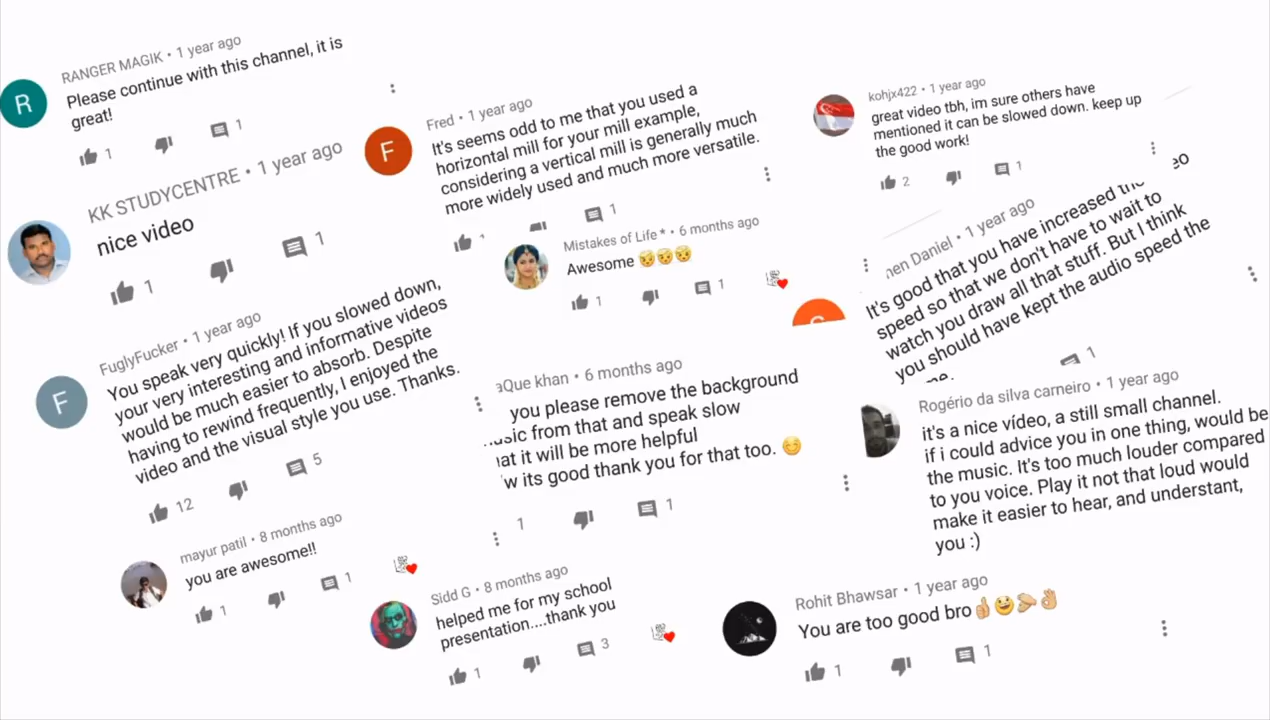 RANGER MAGIK • 1 year ago
Please continue with this channel, it is
great!
R
1
1
KK STUDYCENTRE • 1 year ago
nice video
1
1
FuglyFucker • 1 year ago
You speak very quickly! If you slowed down,
your very interesting and informative videos
would be much easier to absorb. Despite
having to rewind frequently, I enjoyed the
video and the visual style you use. Thanks.
F
12
5
mayur patil • 8 months ago
you are awesome!!
1
1
Fred • 1 year ago
It's seems odd to me that you used a
horizontal mill for your mill example,
considering a vertical mill is generally much
more widely used and much more versatile.
F
1
Mistakes of Life * • 6 months ago
Awesome 😏😏😏
1
1
aQue khan • 6 months ago
you please remove the background
from that and speak slow
at it will be more helpful
w its good thank you for that too. 😊
1
1
Sidd G • 8 months ago
helped me for my school
presentation....thank you
1
3
kohjx422 • 1 year ago
great video tbh, im sure others have
mentioned it can be slowed down. keep up
the good work!
2
1
eo
hen Daniel • 1 year ago
It's good that you have increased the
speed so that we don't have to wait to
watch you draw all that stuff. But I think
you should have kept the audio speed the
1
Rogério da silva carneiro • 1 year ago
it's a nice vídeo, a still small channel.
if i could advice you in one thing, would be
the music. It's too much louder compared
to you voice. Play it not that loud would
make it easier to hear, and understant,
you :)
Rohit Bhawsar • 1 year ago
You are too good bro👍😅👏👌
1
1